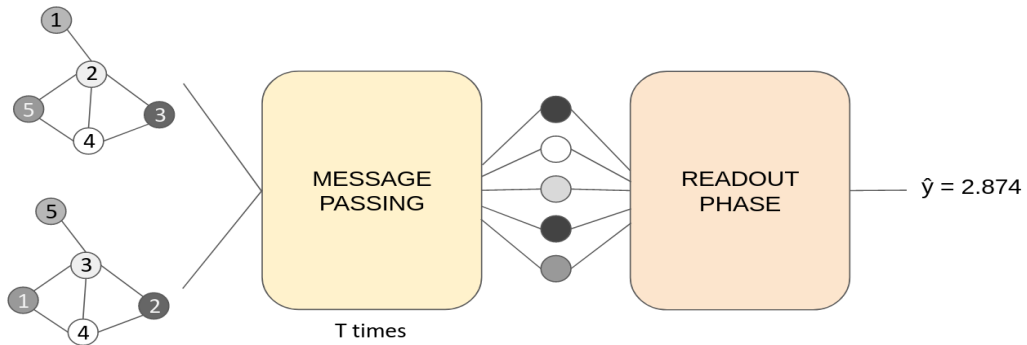 1
2
5
3
4
5
3
1
2
4
MESSAGE
PASSING
T times
READOUT
PHASE
ŷ = 2.874